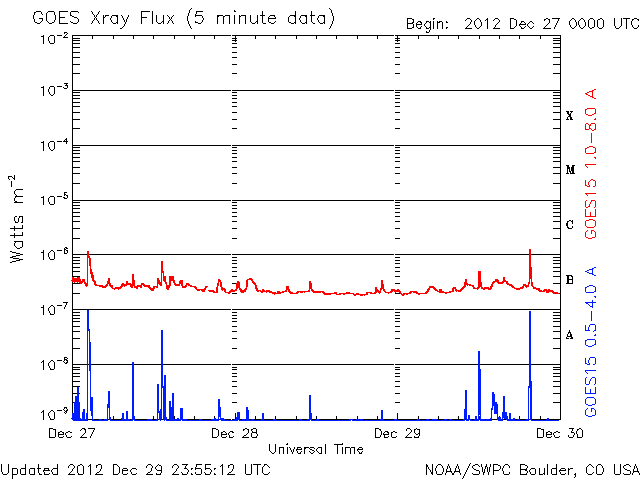 GOES Xray Flux (5 minute data)
Begin: 2012 Dec 27 0000 UTC
10-2
10-3
10-4
10-5
10-6
10-7
10-8
10-9
Watts m-2
X
M
C
B
A
GOES15 1.0-8.0 A
GOES15 0.5-4.0 A
Dec 27
Dec 28
Dec 29
Dec 30
Universal Time
Updated 2012 Dec 29 23:55:12 UTC
NOAA/SWPC Boulder, CO USA